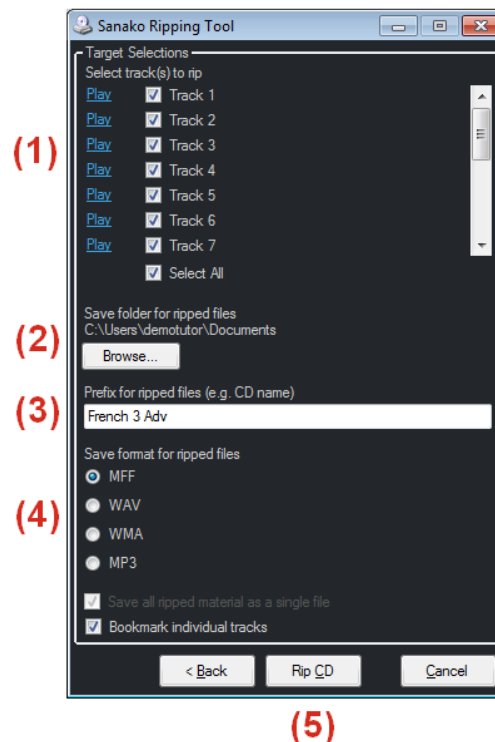 Sanako Ripping Tool
Target Selections
Select track(s) to rip
Play Track 1
Play Track 2
(1)
Play Track 3
Play Track 4
Play Track 5
Play Track 6
Play Track 7
Select All
Save folder for ripped files
C:\Users\demotutor\Documents
(2)
Browse...
Prefix for ripped files (e.g. CD name)
(3)
French 3 Adv
Save format for ripped files
MFF
WAV
(4)
WMA
MP3
Save all ripped material as a single file
Bookmark individual tracks
< Back Rip CD Cancel
(5)